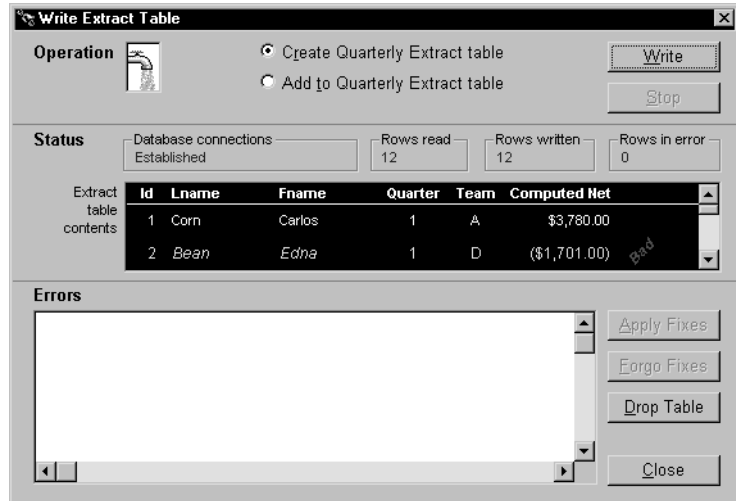 Write Extract Table
Operation
Create Quarterly Extract table
Add to Quarterly Extract table
Write
Stop
Status
Database connections
Established
Rows read
12
Rows written
12
Rows in error
0
Extract
table
contents
Id Lname Fname Quarter Team Computed Net
1 Corn Carlos 1 A $3,780.00
2 Bean Edna 1 D ($1,701.00) Bad
Errors
Apply Fixes
Forgo Fixes
Drop Table
Close